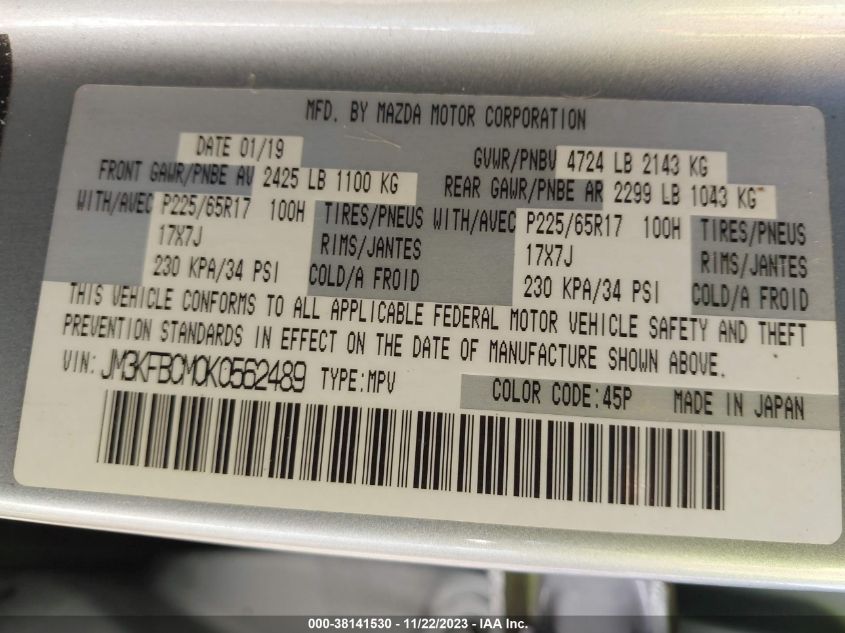 MFD. BY MAZDA MOTOR CORPORATION
DATE 01/19 GVWR/PNBV 4724 LB 2143 KG
FRONT GAWR/PNBE AV 2425 LB 1100 KG REAR GAWR/PNBE AR 2299 LB 1043 KG
WITH/AVEC P225/65R17 100H TIRES/PNEUS WITH/AVEC P225/65R17 100H TIRES/PNEUS
17X7J RIMS/JANTES 17X7J RIMS/JANTES
230 KPA/34 PSI COLD/A FROID 230 KPA/34 PSI COLD/A FROID
THIS VEHICLE CONFORMS TO ALL APPLICABLE FEDERAL MOTOR VEHICLE SAFETY AND THEFT
PREVENTION STANDARDS IN EFFECT ON THE DATE OF MANUFACTURE SHOWN ABOVE.
VIN: JM3KFBCM0K0562489 TYPE:MPV
COLOR CODE:45P MADE IN JAPAN
000-38141530 - 11/22/2023 - IAA Inc.